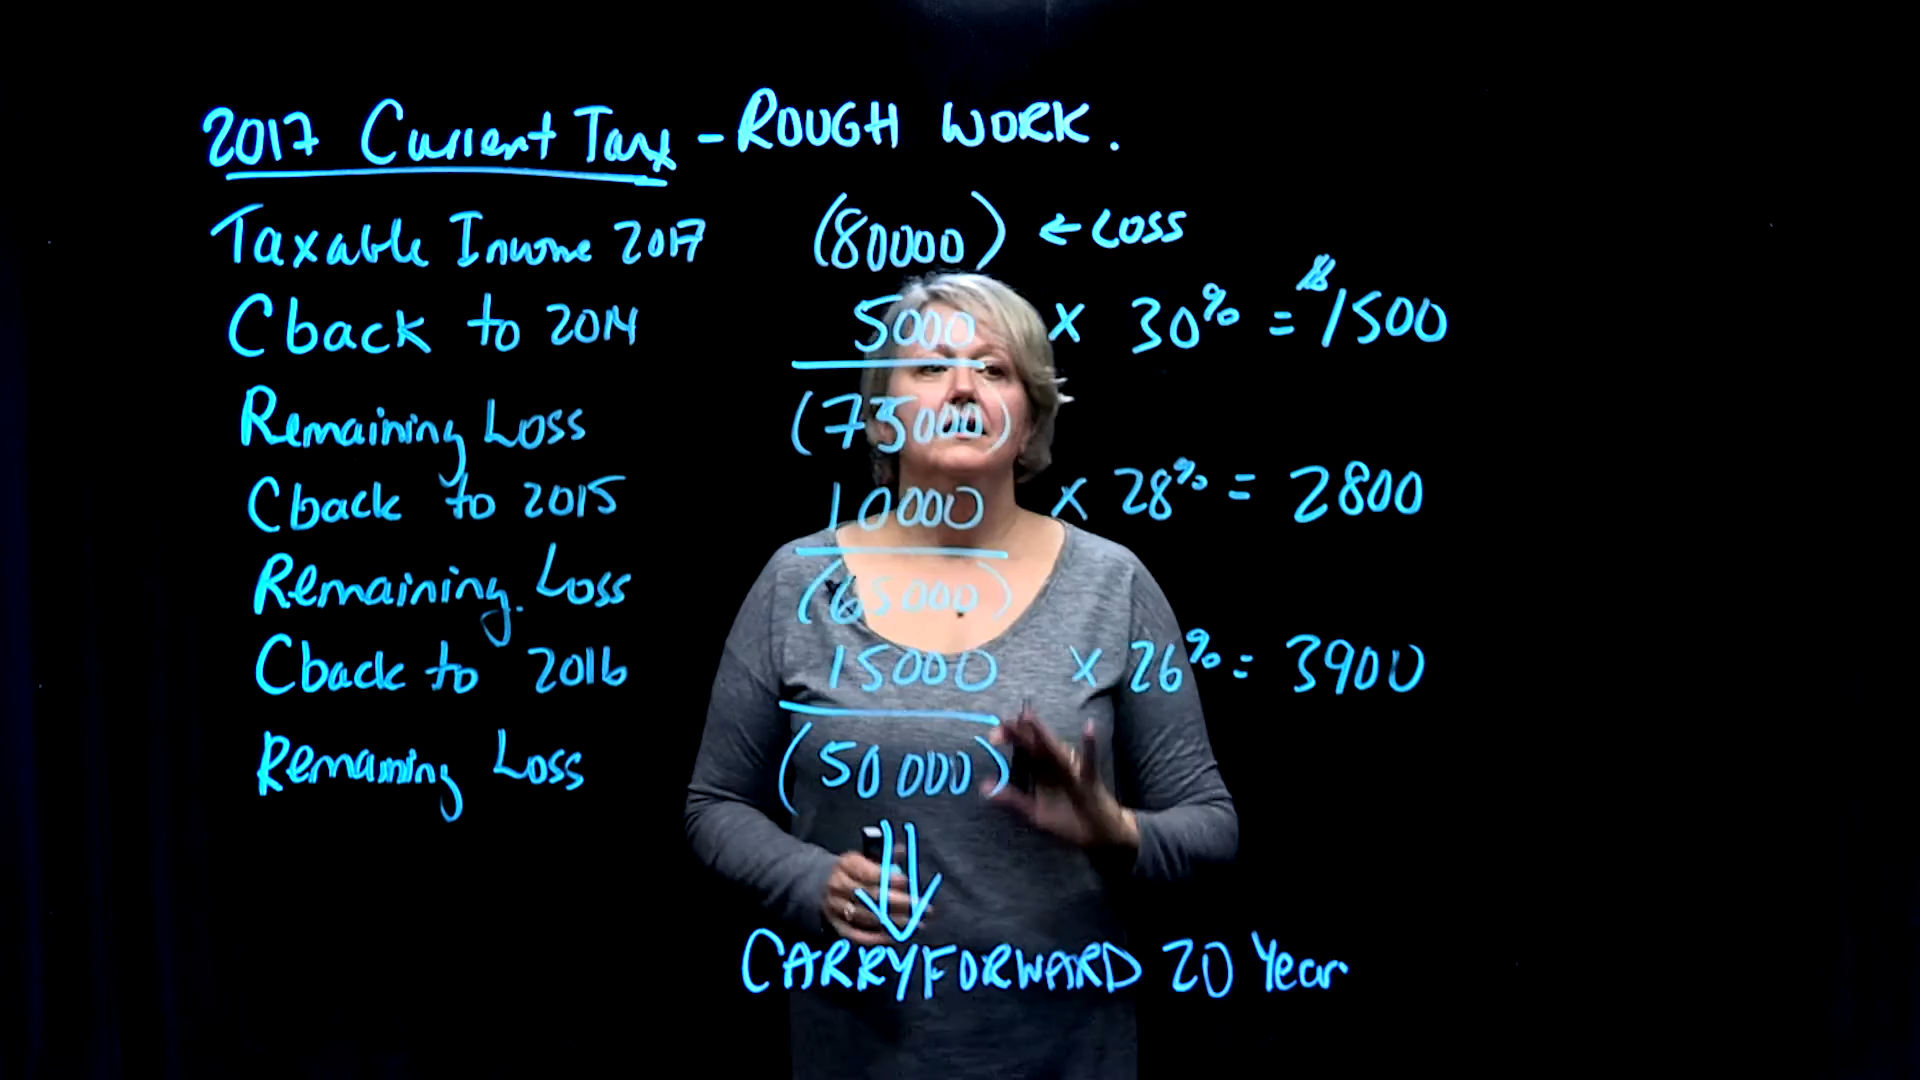 2017 Current Tax - ROUGH WORK.
Taxable Income 2017 (80000) ← LOSS
Cback to 2014 5000 x 30% = $1500
Remaining Loss (75000)
Cback to 2015 10000 x 28% = 2800
Remaining Loss (65000)
Cback to 2016 15000 x 26% = 3900
Remaining Loss (50000)
CARRYFORWARD 20 Year